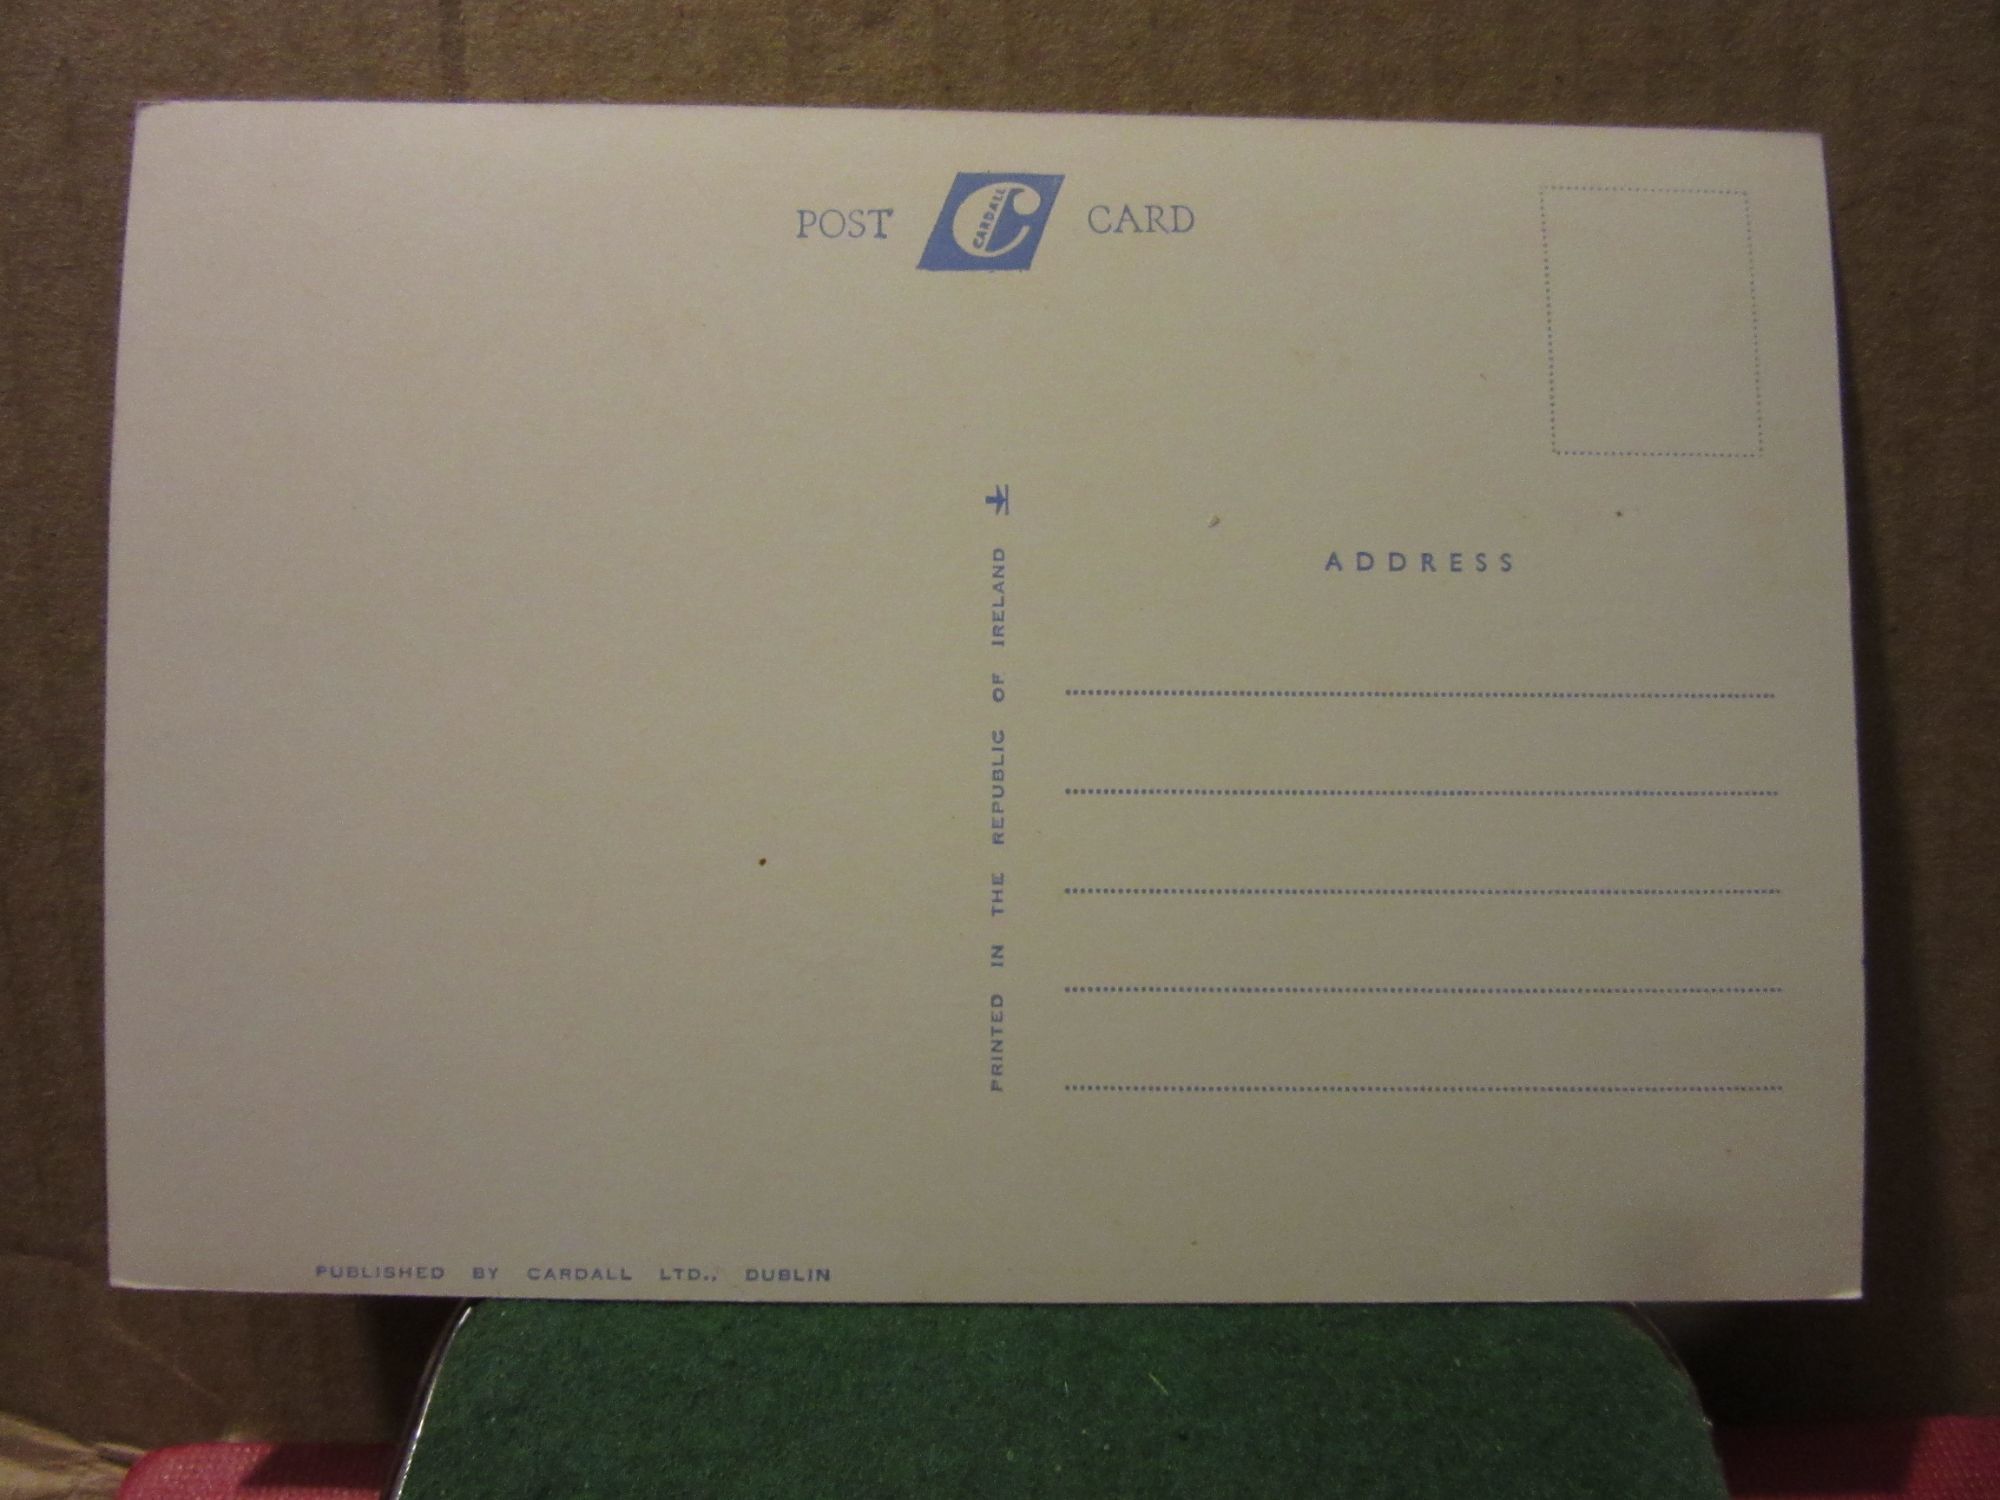 POST CARDALL CARD
ADDRESS
PRINTED IN THE REPUBLIC OF IRELAND
PUBLISHED BY CARDALL LTD., DUBLIN